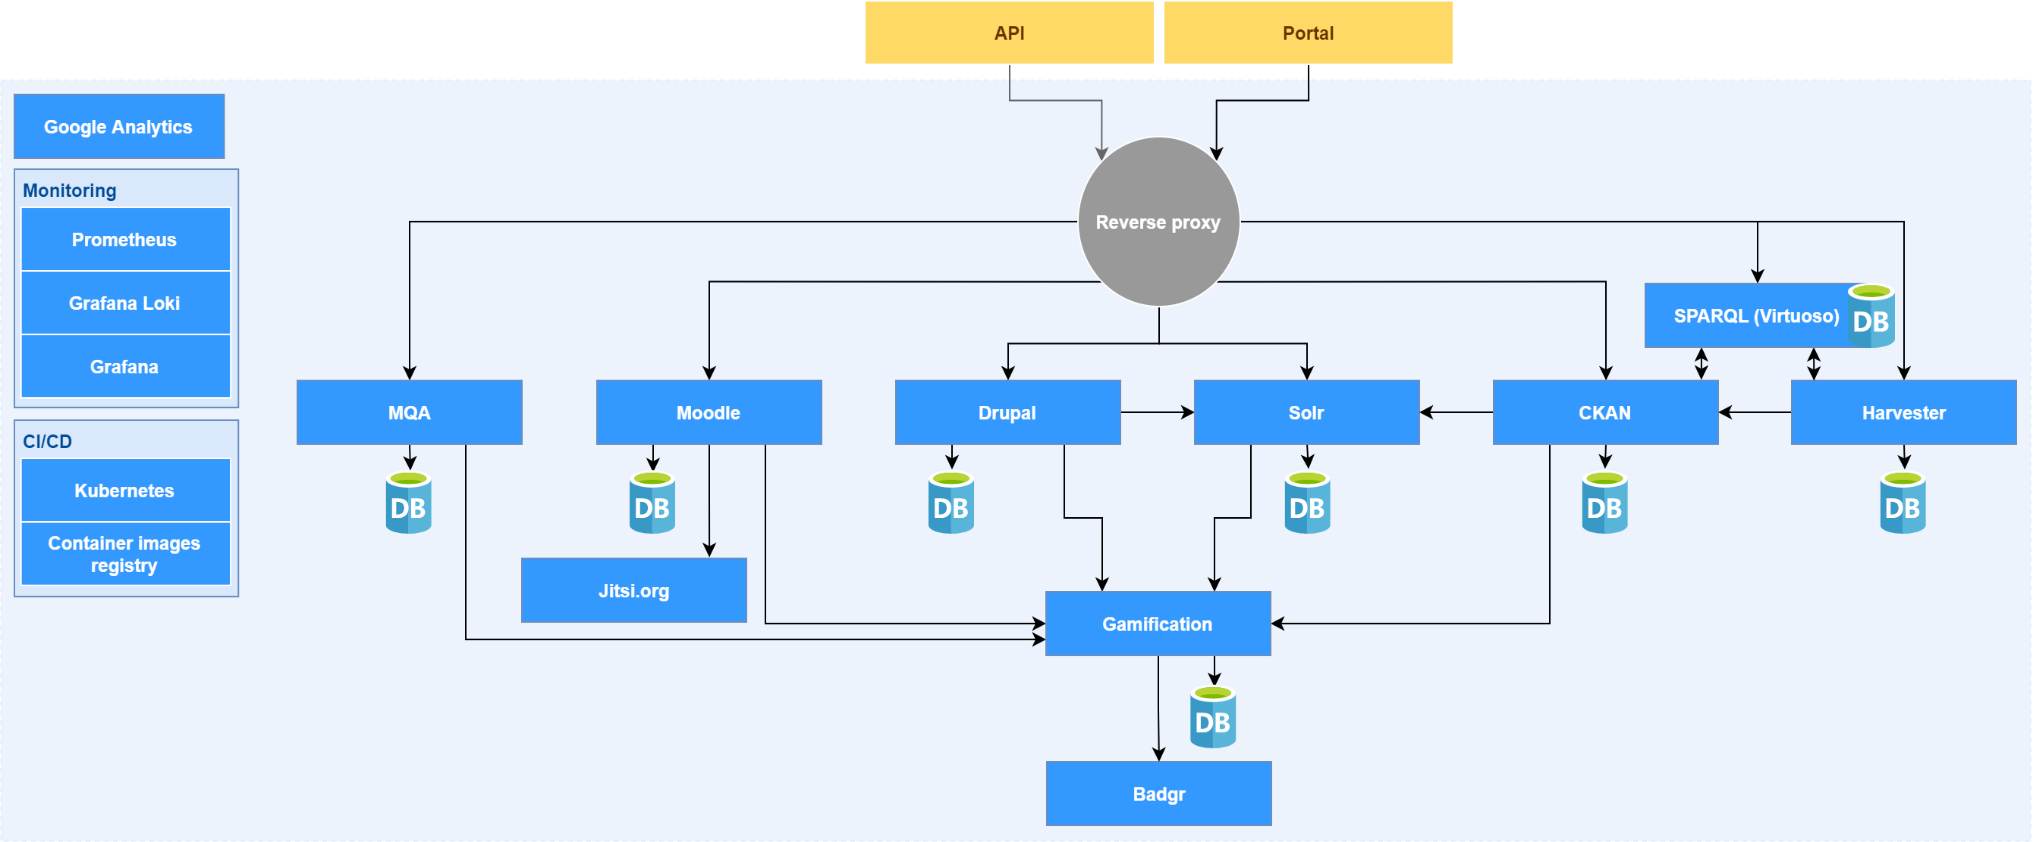 API
Portal
Google Analytics
Monitoring
Prometheus
Grafana Loki
Grafana
CI/CD
Kubernetes
Container images
registry
Reverse proxy
SPARQL (Virtuoso)
DB
MQA
Moodle
Drupal
Solr
CKAN
Harvester
DB
DB
DB
DB
DB
DB
Jitsi.org
Gamification
DB
Badgr